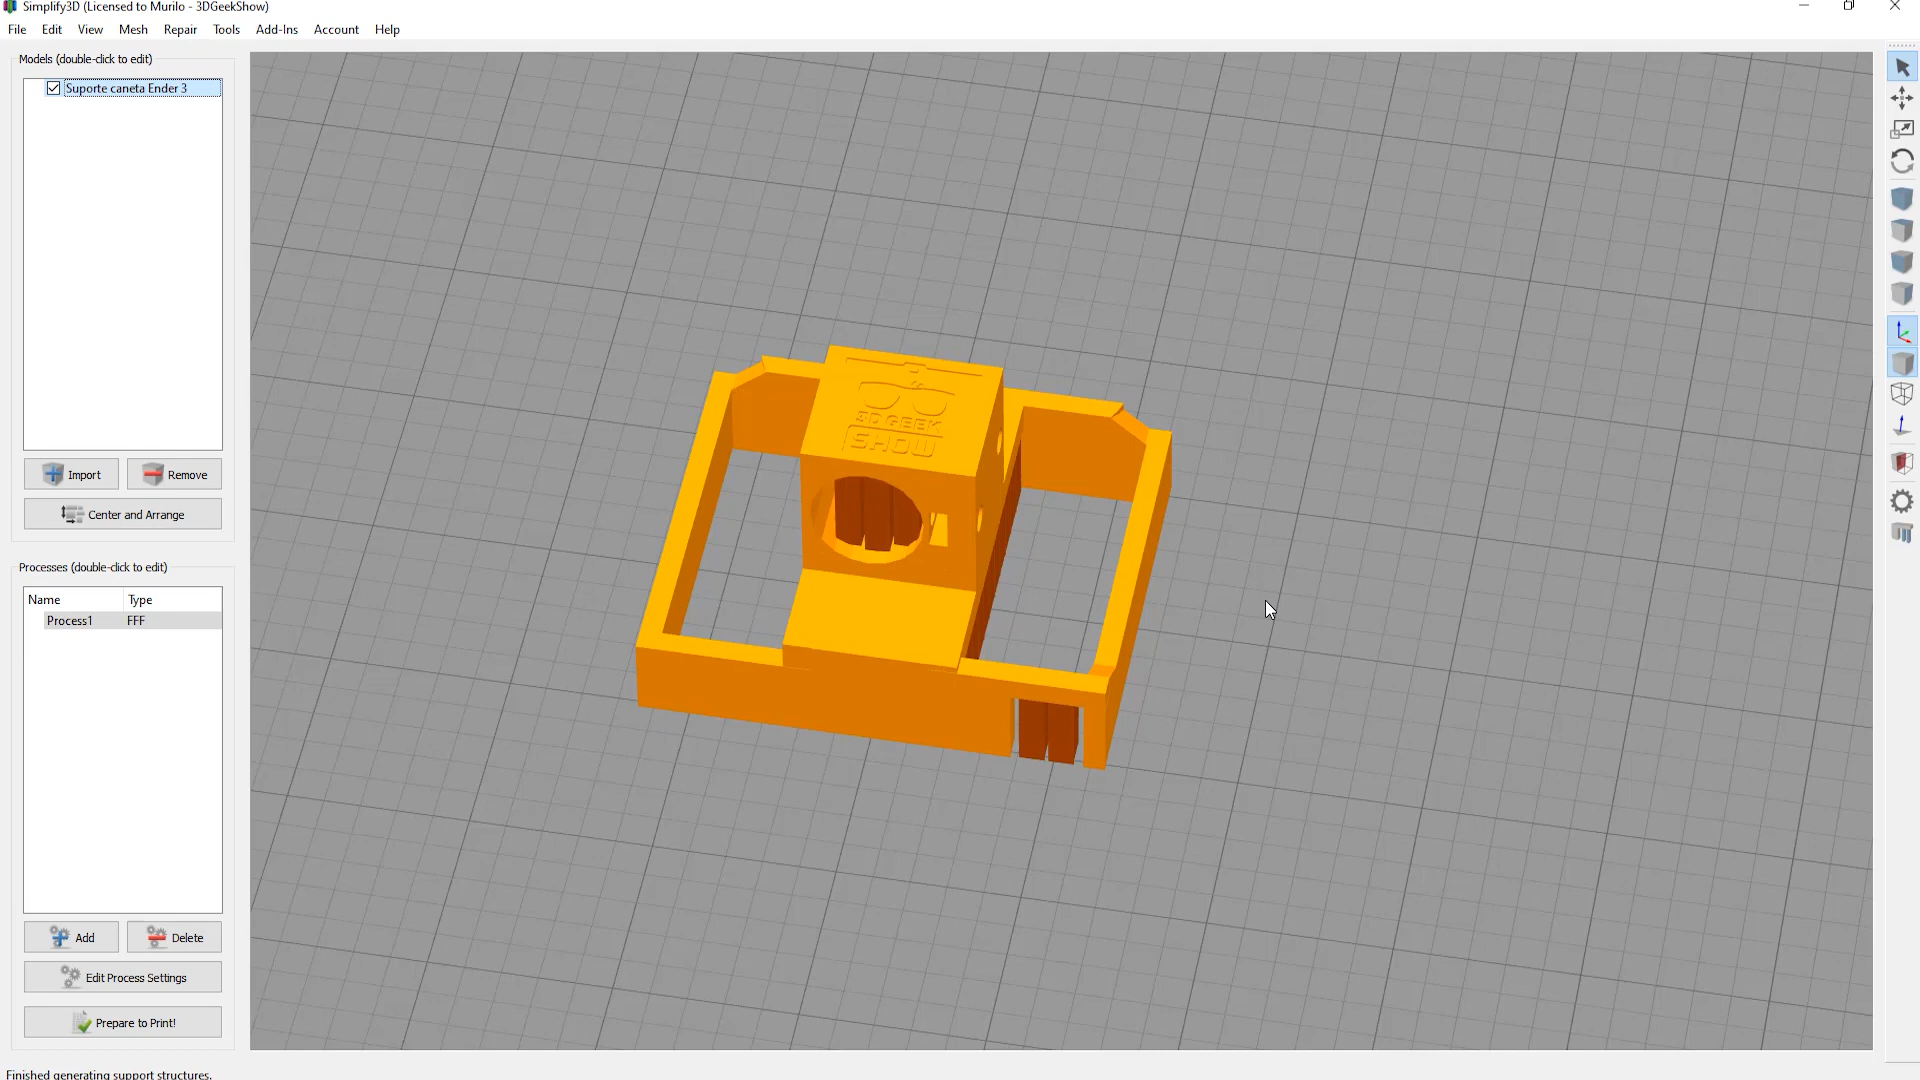 Simplify3D (Licensed to Murilo - 3DGeekShow)
File Edit View Mesh Repair Tools Add-Ins Account Help
Models (double-click to edit)
Suporte caneta Ender 3
Import Remove
Center and Arrange
Processes (double-click to edit)
Name Type
Process1 FFF
Add Delete
Edit Process Settings
Prepare to Print!
3D GEEK
SHOW
Finished generating support structures.